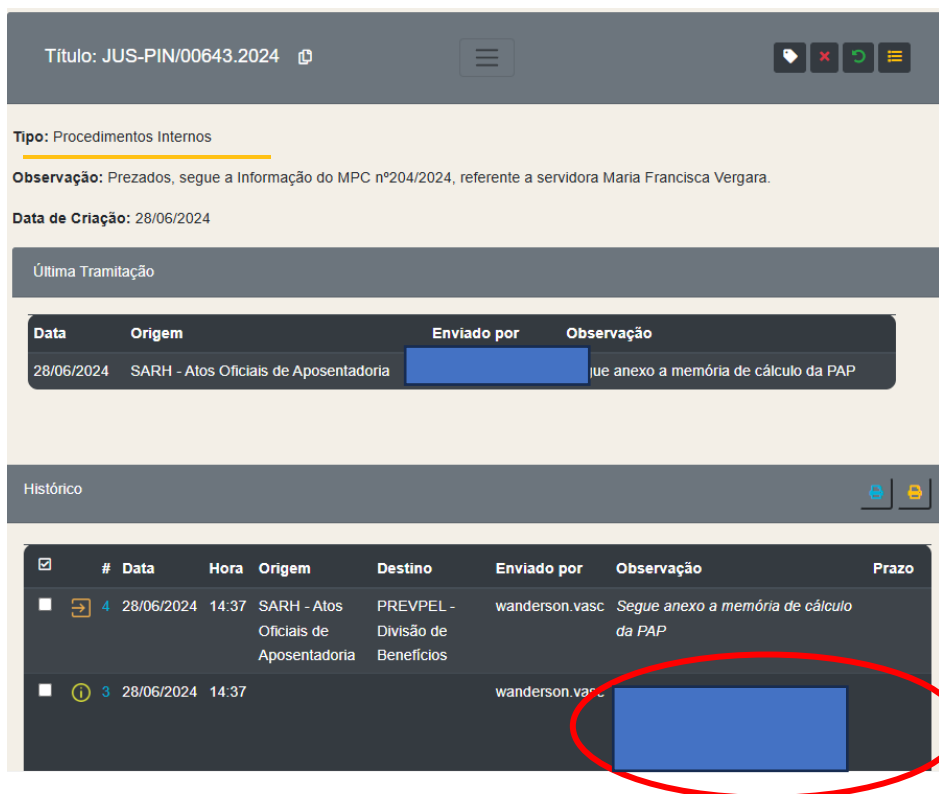 Título: JUS-PIN/00643.2024
Tipo: Procedimentos Internos
Observação: Prezados, segue a Informação do MPC nº204/2024, referente a servidora Maria Francisca Vergara.
Data de Criação: 28/06/2024
Última Tramitação
Data Origem Enviado por Observação
28/06/2024 SARH - Atos Oficiais de Aposentadoria gue anexo a memória de cálculo da PAP
Histórico
# Data Hora Origem Destino Enviado por Observação Prazo
4 28/06/2024 14:37 SARH - Atos PREVPEL - wanderson.vasc Segue anexo a memória de cálculo
Oficiais de Divisão de da PAP
Aposentadoria Benefícios
3 28/06/2024 14:37 wanderson.vasc